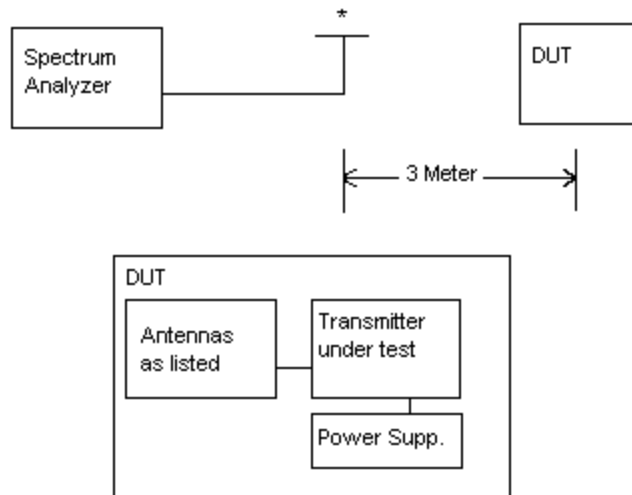 *
Spectrum
Analyzer
DUT
3 Meter
DUT
Antennas
as listed
Transmitter
under test
Power Supp.